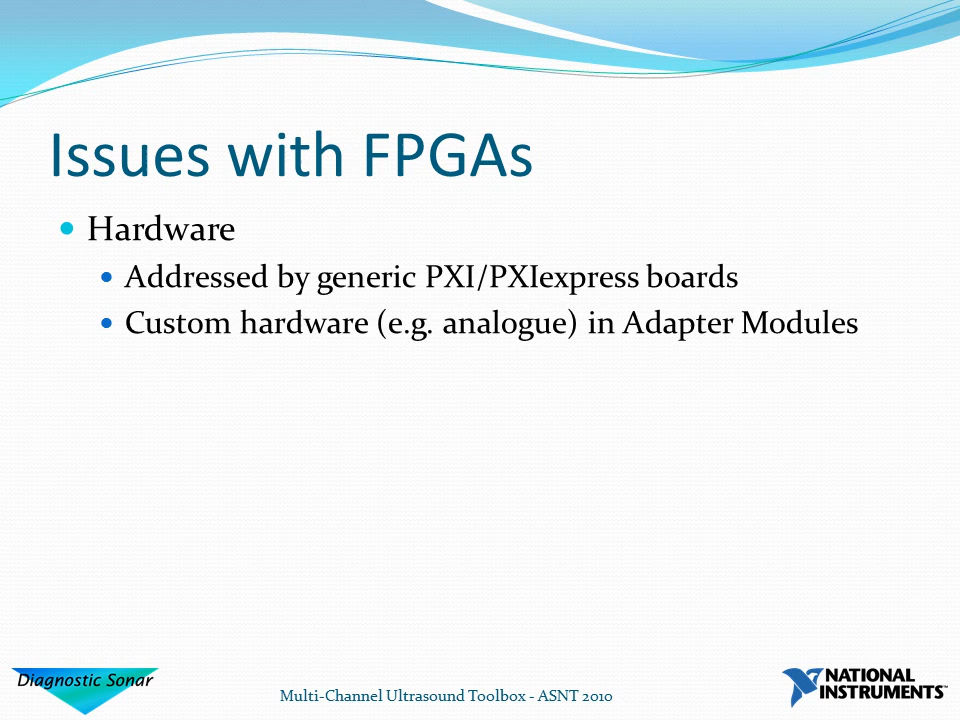 Issues with FPGAs
Hardware
Addressed by generic PXI/PXIexpress boards
Custom hardware (e.g. analogue) in Adapter Modules
Diagnostic Sonar
Multi-Channel Ultrasound Toolbox - ASNT 2010
NATIONAL
INSTRUMENTS™